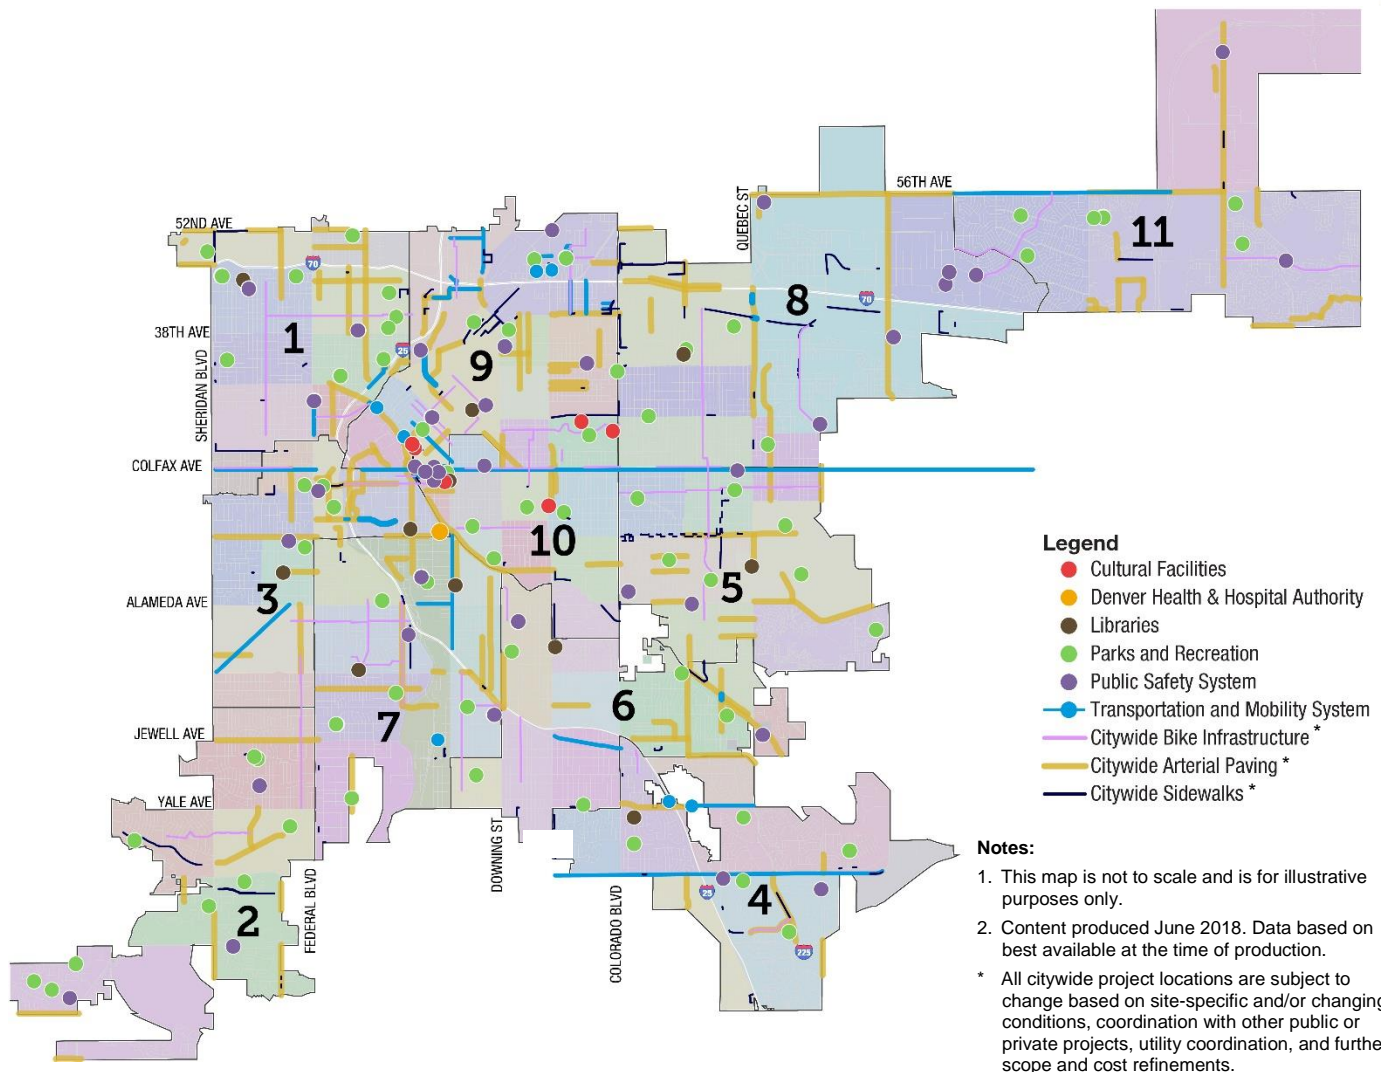 56TH AVE
QUEBEC ST
11
52ND AVE
70
8
70
38TH AVE
1
25
9
SHERIDAN BLVD
COLFAX AVE
10
Legend
Cultural Facilities
5
3
Denver Health & Hospital Authority
ALAMEDA AVE
Libraries
Parks and Recreation
Public Safety System
6
Transportation and Mobility System
7
JEWELL AVE
Citywide Bike Infrastructure *
Citywide Arterial Paving *
YALE AVE
Citywide Sidewalks *
DOWNING ST
Notes:
1. This map is not to scale and is for illustrative
purposes only.
COLORADO BLVD
FEDERAL BLVD
25
4
2
225
2. Content produced June 2018. Data based on
best available at the time of production.
* All citywide project locations are subject to
change based on site-specific and/or changing
conditions, coordination with other public or
private projects, utility coordination, and furthe
scope and cost refinements.